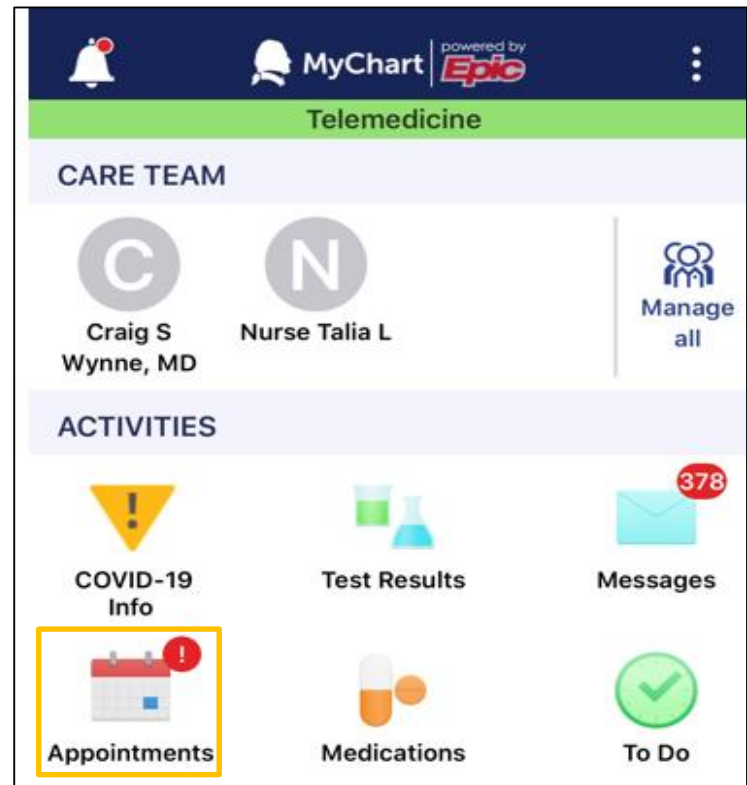 MyChart powered by Epic
Telemedicine
CARE TEAM
C N
Craig S Wynne, MD
Nurse Talia L
Manage all
ACTIVITIES
!
COVID-19 Info
Test Results
378
Messages
!
Appointments
Medications
To Do